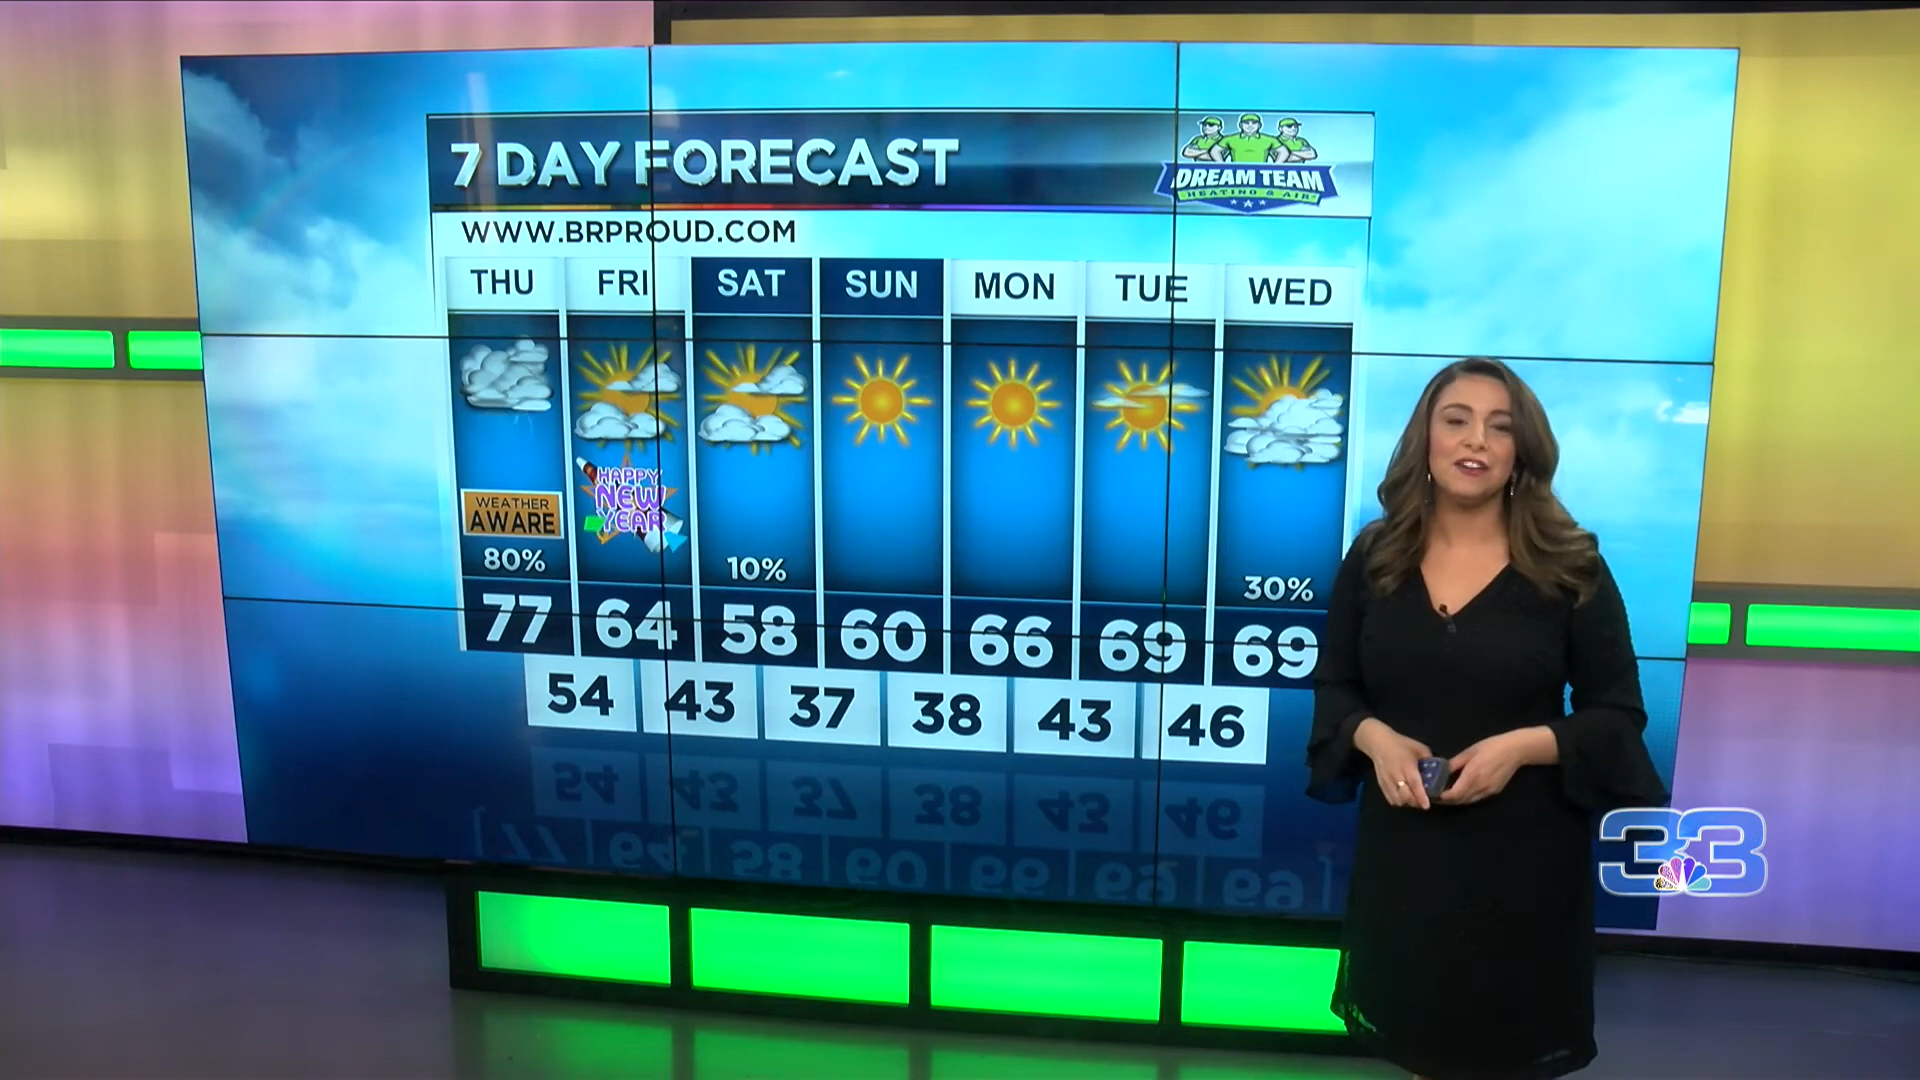 7 DAY FORECAST
DREAM TEAM
HEATING & AIR
WWW.BRPROUD.COM
THU FRI SAT SUN MON TUE WED
HAPPY
NEW
YEAR
WEATHER
AWARE
80% 10% 30%
77 64 58 60 66 69 69
54 43 37 38 43 46
33